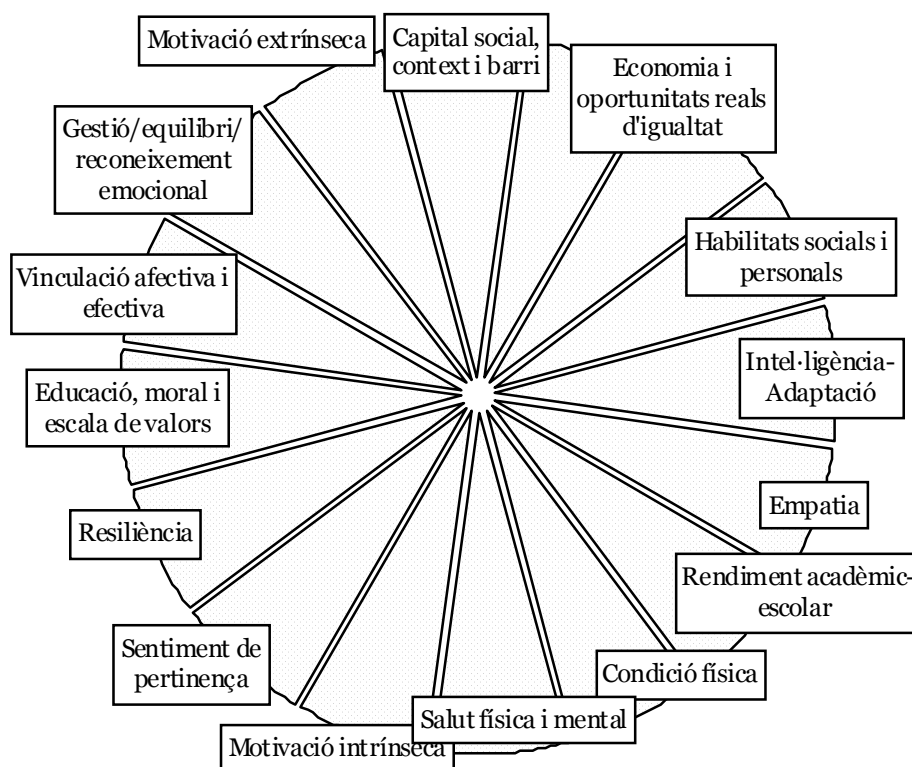 Motivació extrínseca
Capital social,
context i barri
Economia i
oportunitats reals
d'igualtat
Gestió/equilibri/
reconeixement
emocional
Habilitats socials i
personals
Vinculació afectiva i
efectiva
Intel·ligència-
Adaptació
Educació, moral i
escala de valors
Empatia
Resiliència
Rendiment acadèmic-
escolar
Sentiment de
pertinença
Condició física
Salut física i mental
Motivació intrínseca